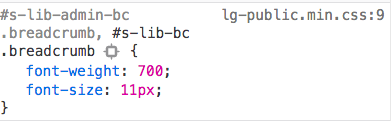 #s-lib-admin-bc lg-public.min.css:9
.breadcrumb, #s-lib-bc
.breadcrumb {
font-weight: 700;
font-size: 11px;
}